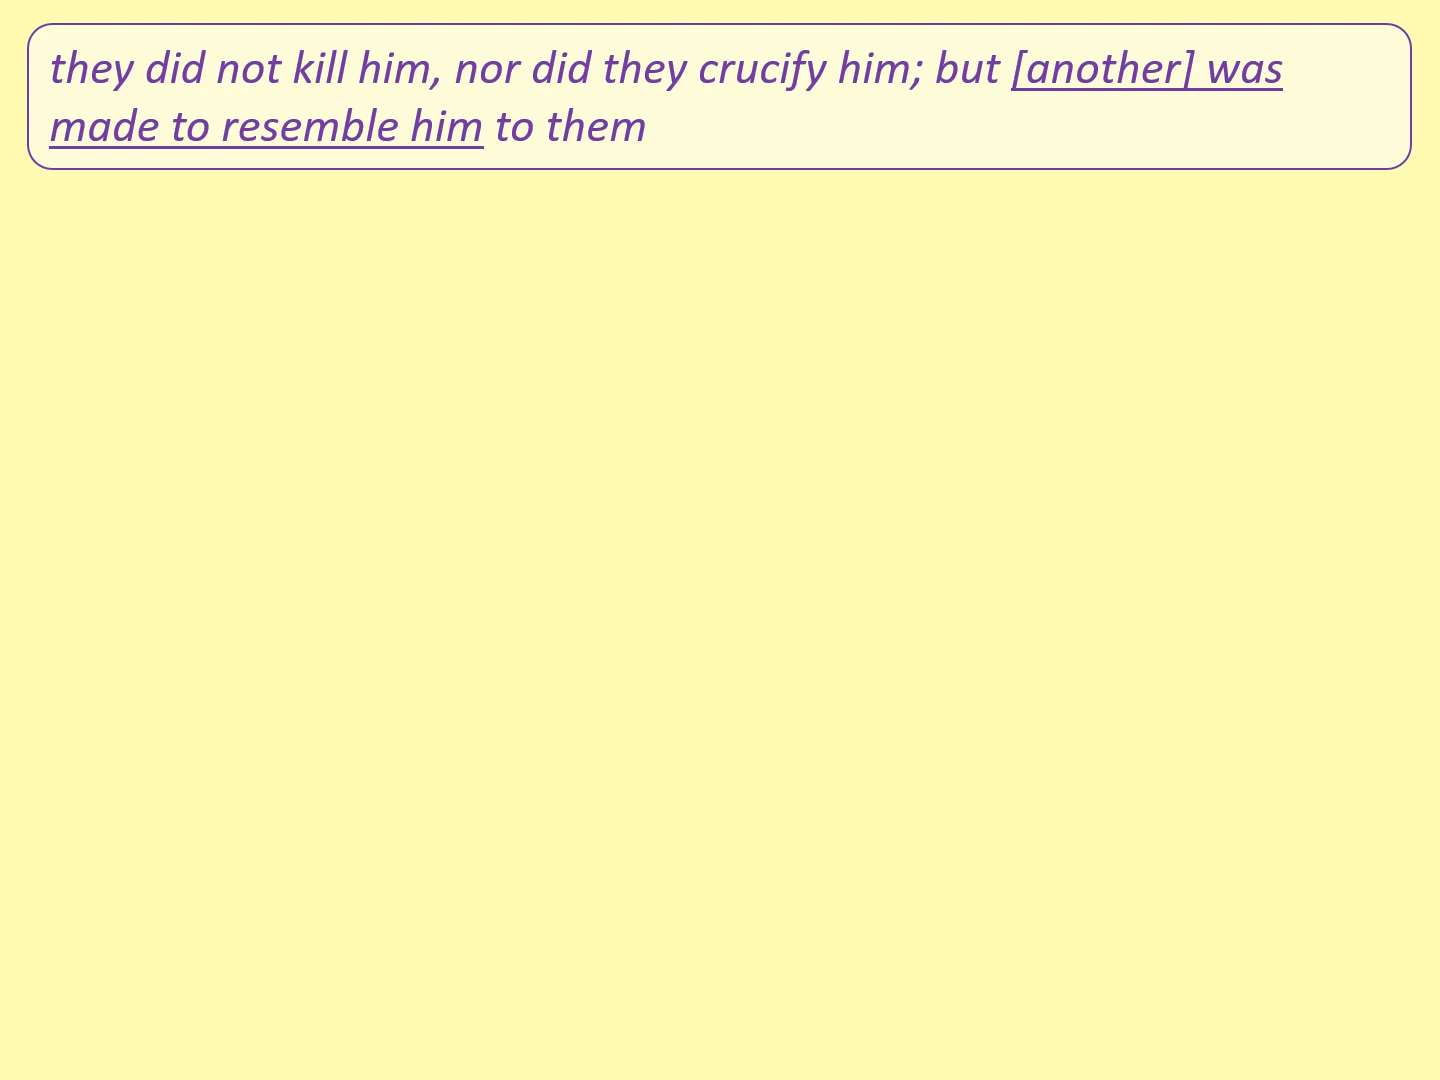 they did not kill him, nor did they crucify him; but [another] was
made to resemble him to them